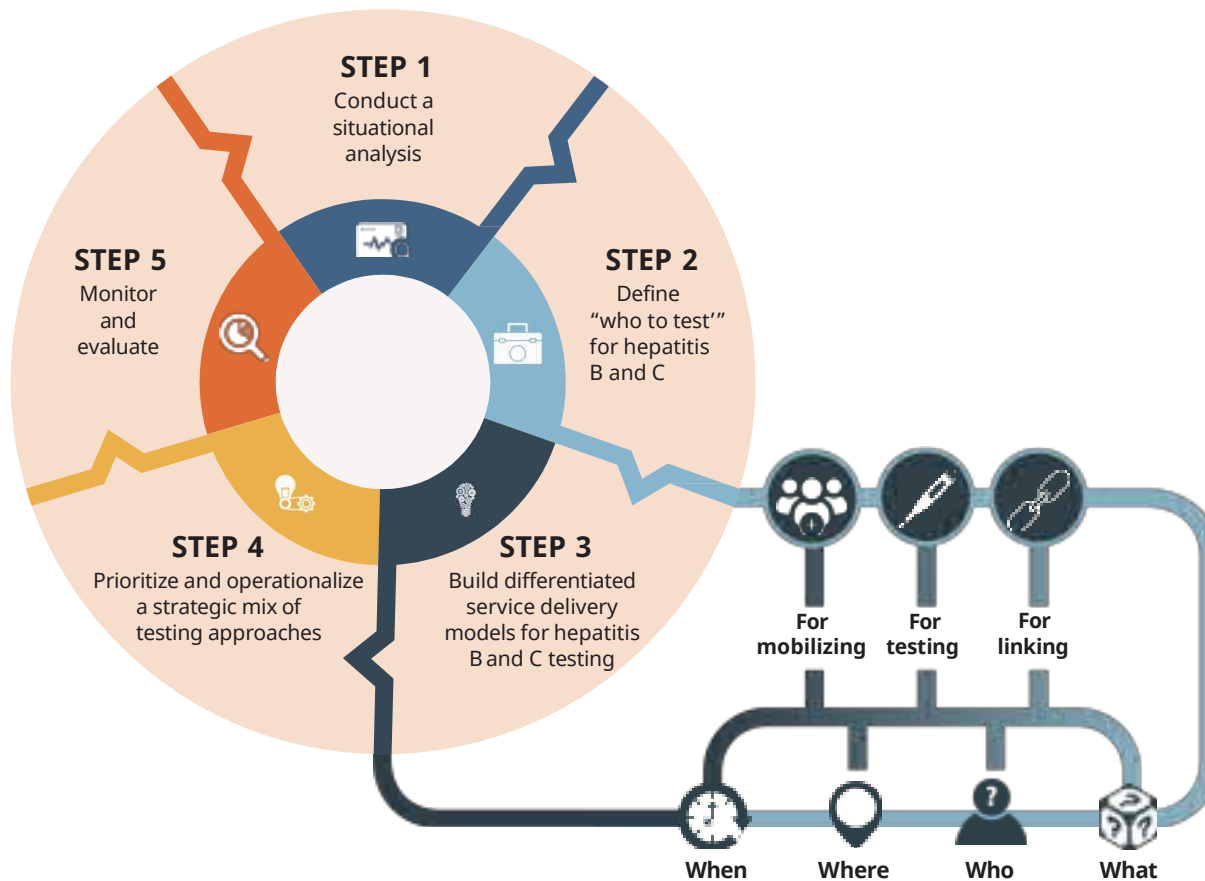 STEP 1
Conduct a
situational
analysis
STEP 2
Define
“who to test’”
for hepatitis
B and C
STEP 3
Build differentiated
service delivery
models for hepatitis
B and C testing
STEP 4
Prioritize and operationalize
a strategic mix of
testing approaches
STEP 5
Monitor
and
evaluate
For
mobilizing
For
testing
For
linking
When
Where
Who
What